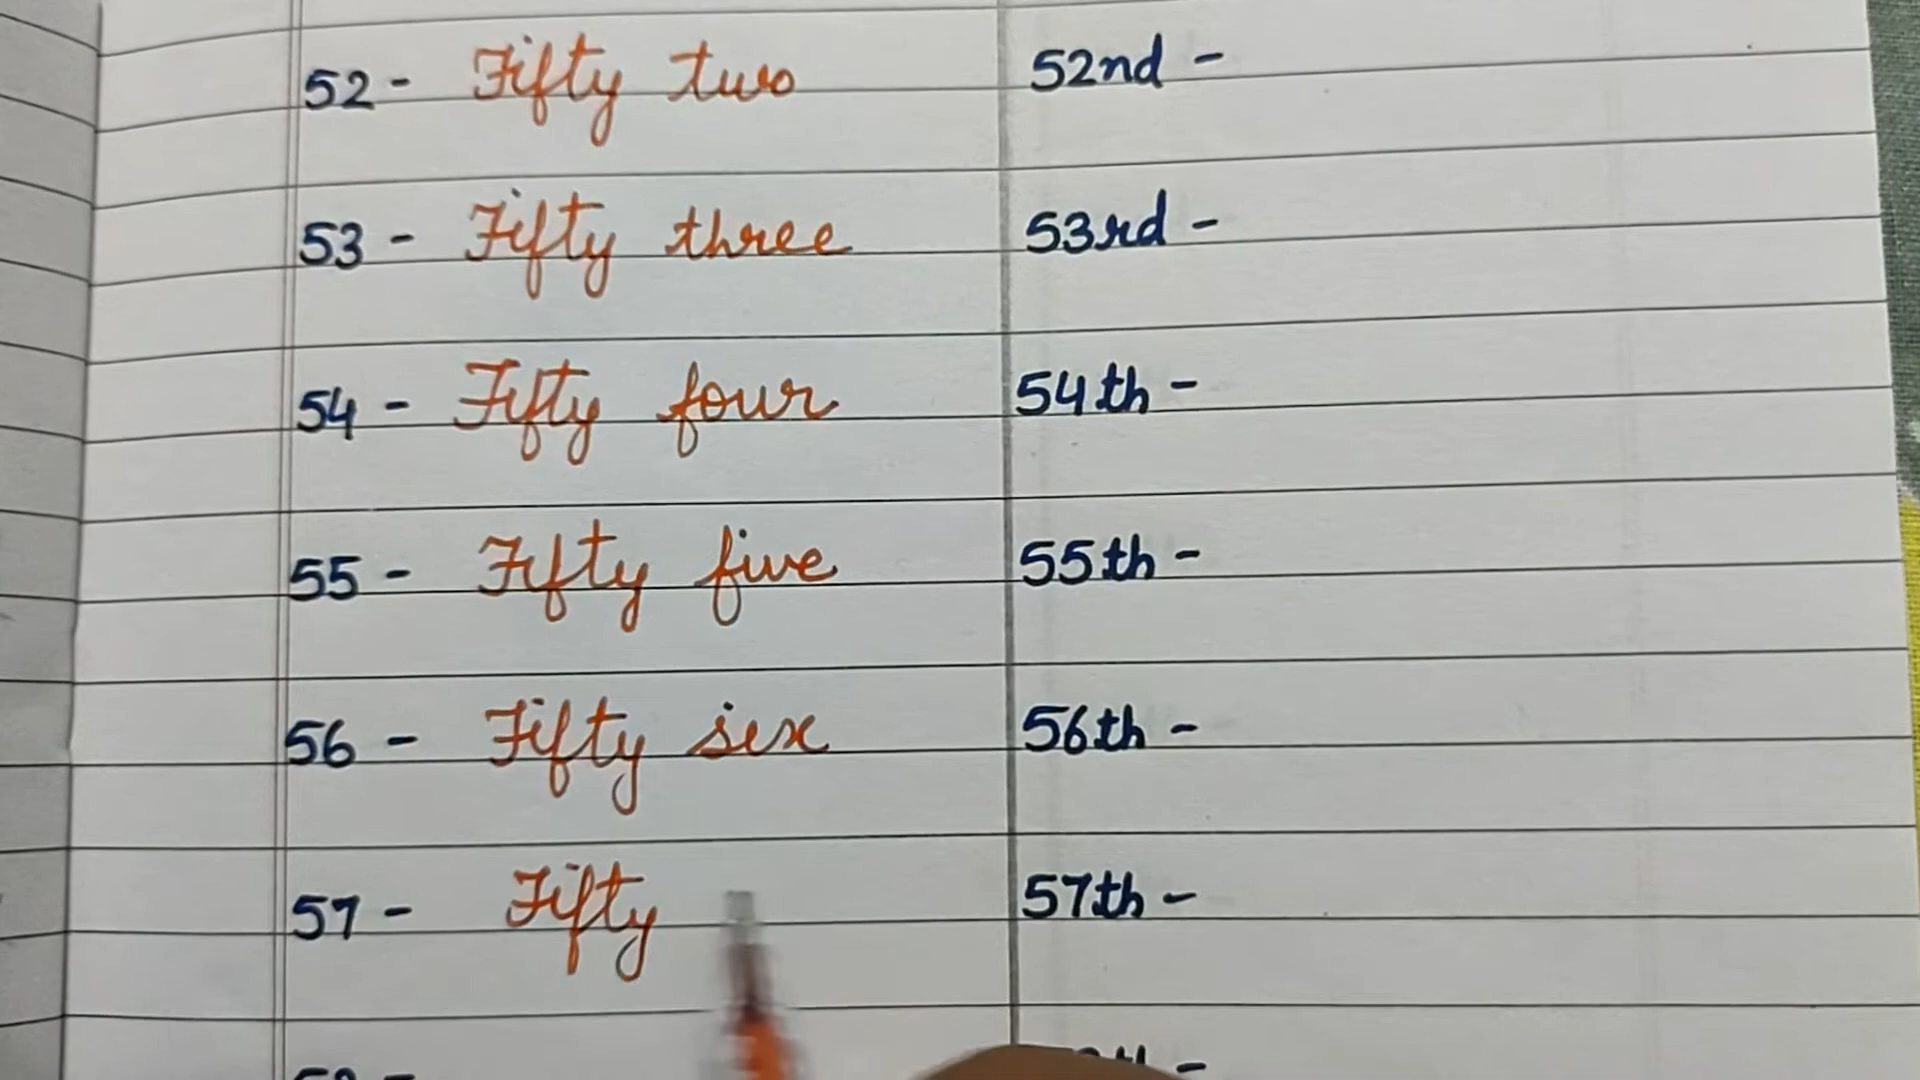 52 - Fifty two 52nd -
53 - Fifty three 53rd -
54 - Fifty four 54th -
55 - Fifty five 55th -
56 - Fifty six 56th -
57 - Fifty 57th -